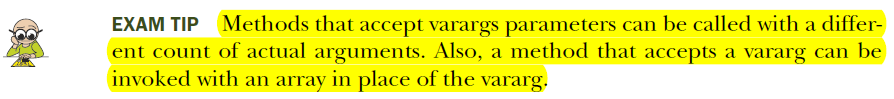 EXAM TIP Methods that accept varargs parameters can be called with a differ-
ent count of actual arguments. Also, a method that accepts a vararg can be
invoked with an array in place of the vararg.